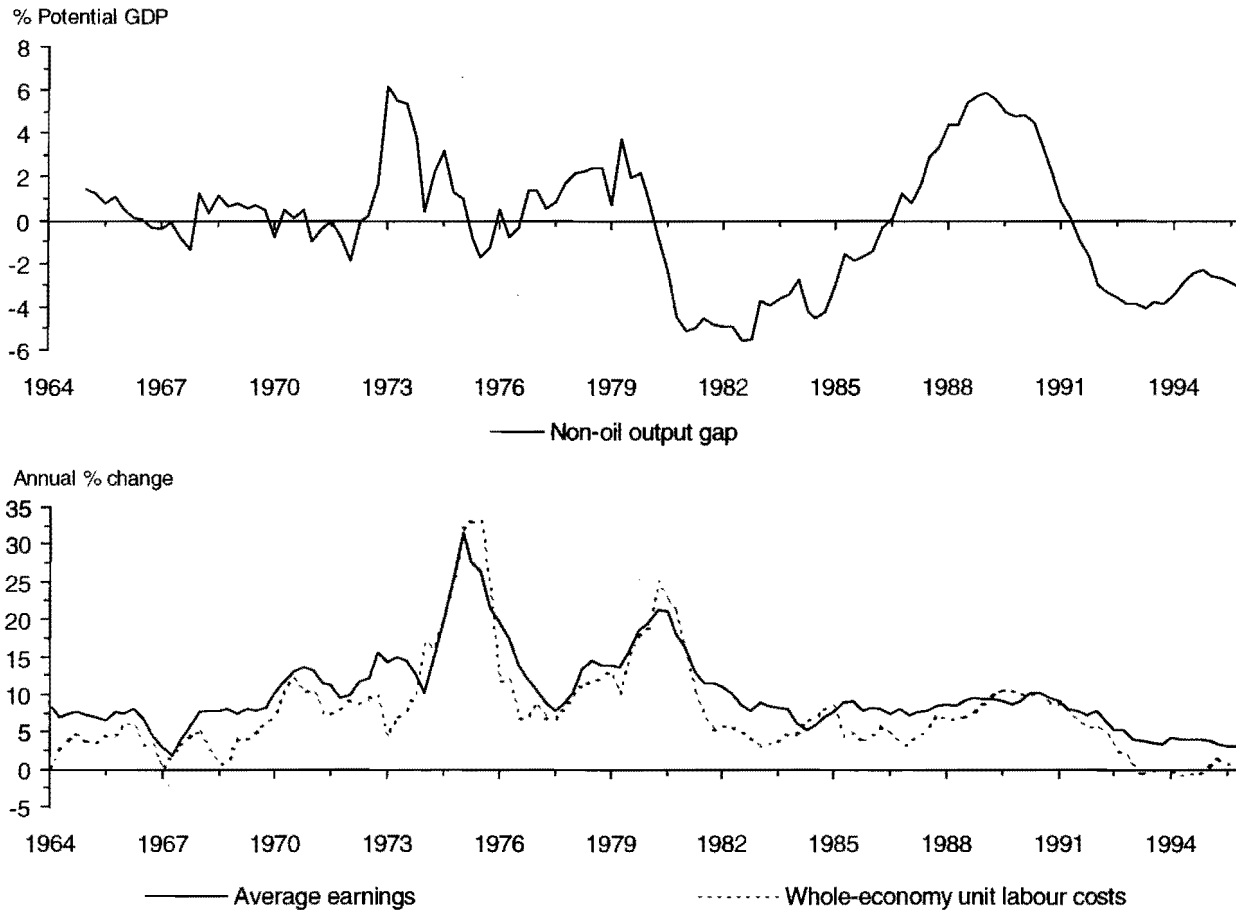 % Potential GDP
8
6
4
2
0
-2
-4
-6
1964 1967 1970 1973 1976 1979 1982 1985 1988 1991 1994
Non-oil output gap
Annual % change
35
30
25
20
15
10
5
0
-5
1964 1967 1970 1973 1976 1979 1982 1985 1988 1991 1994
Average earnings Whole-economy unit labour costs